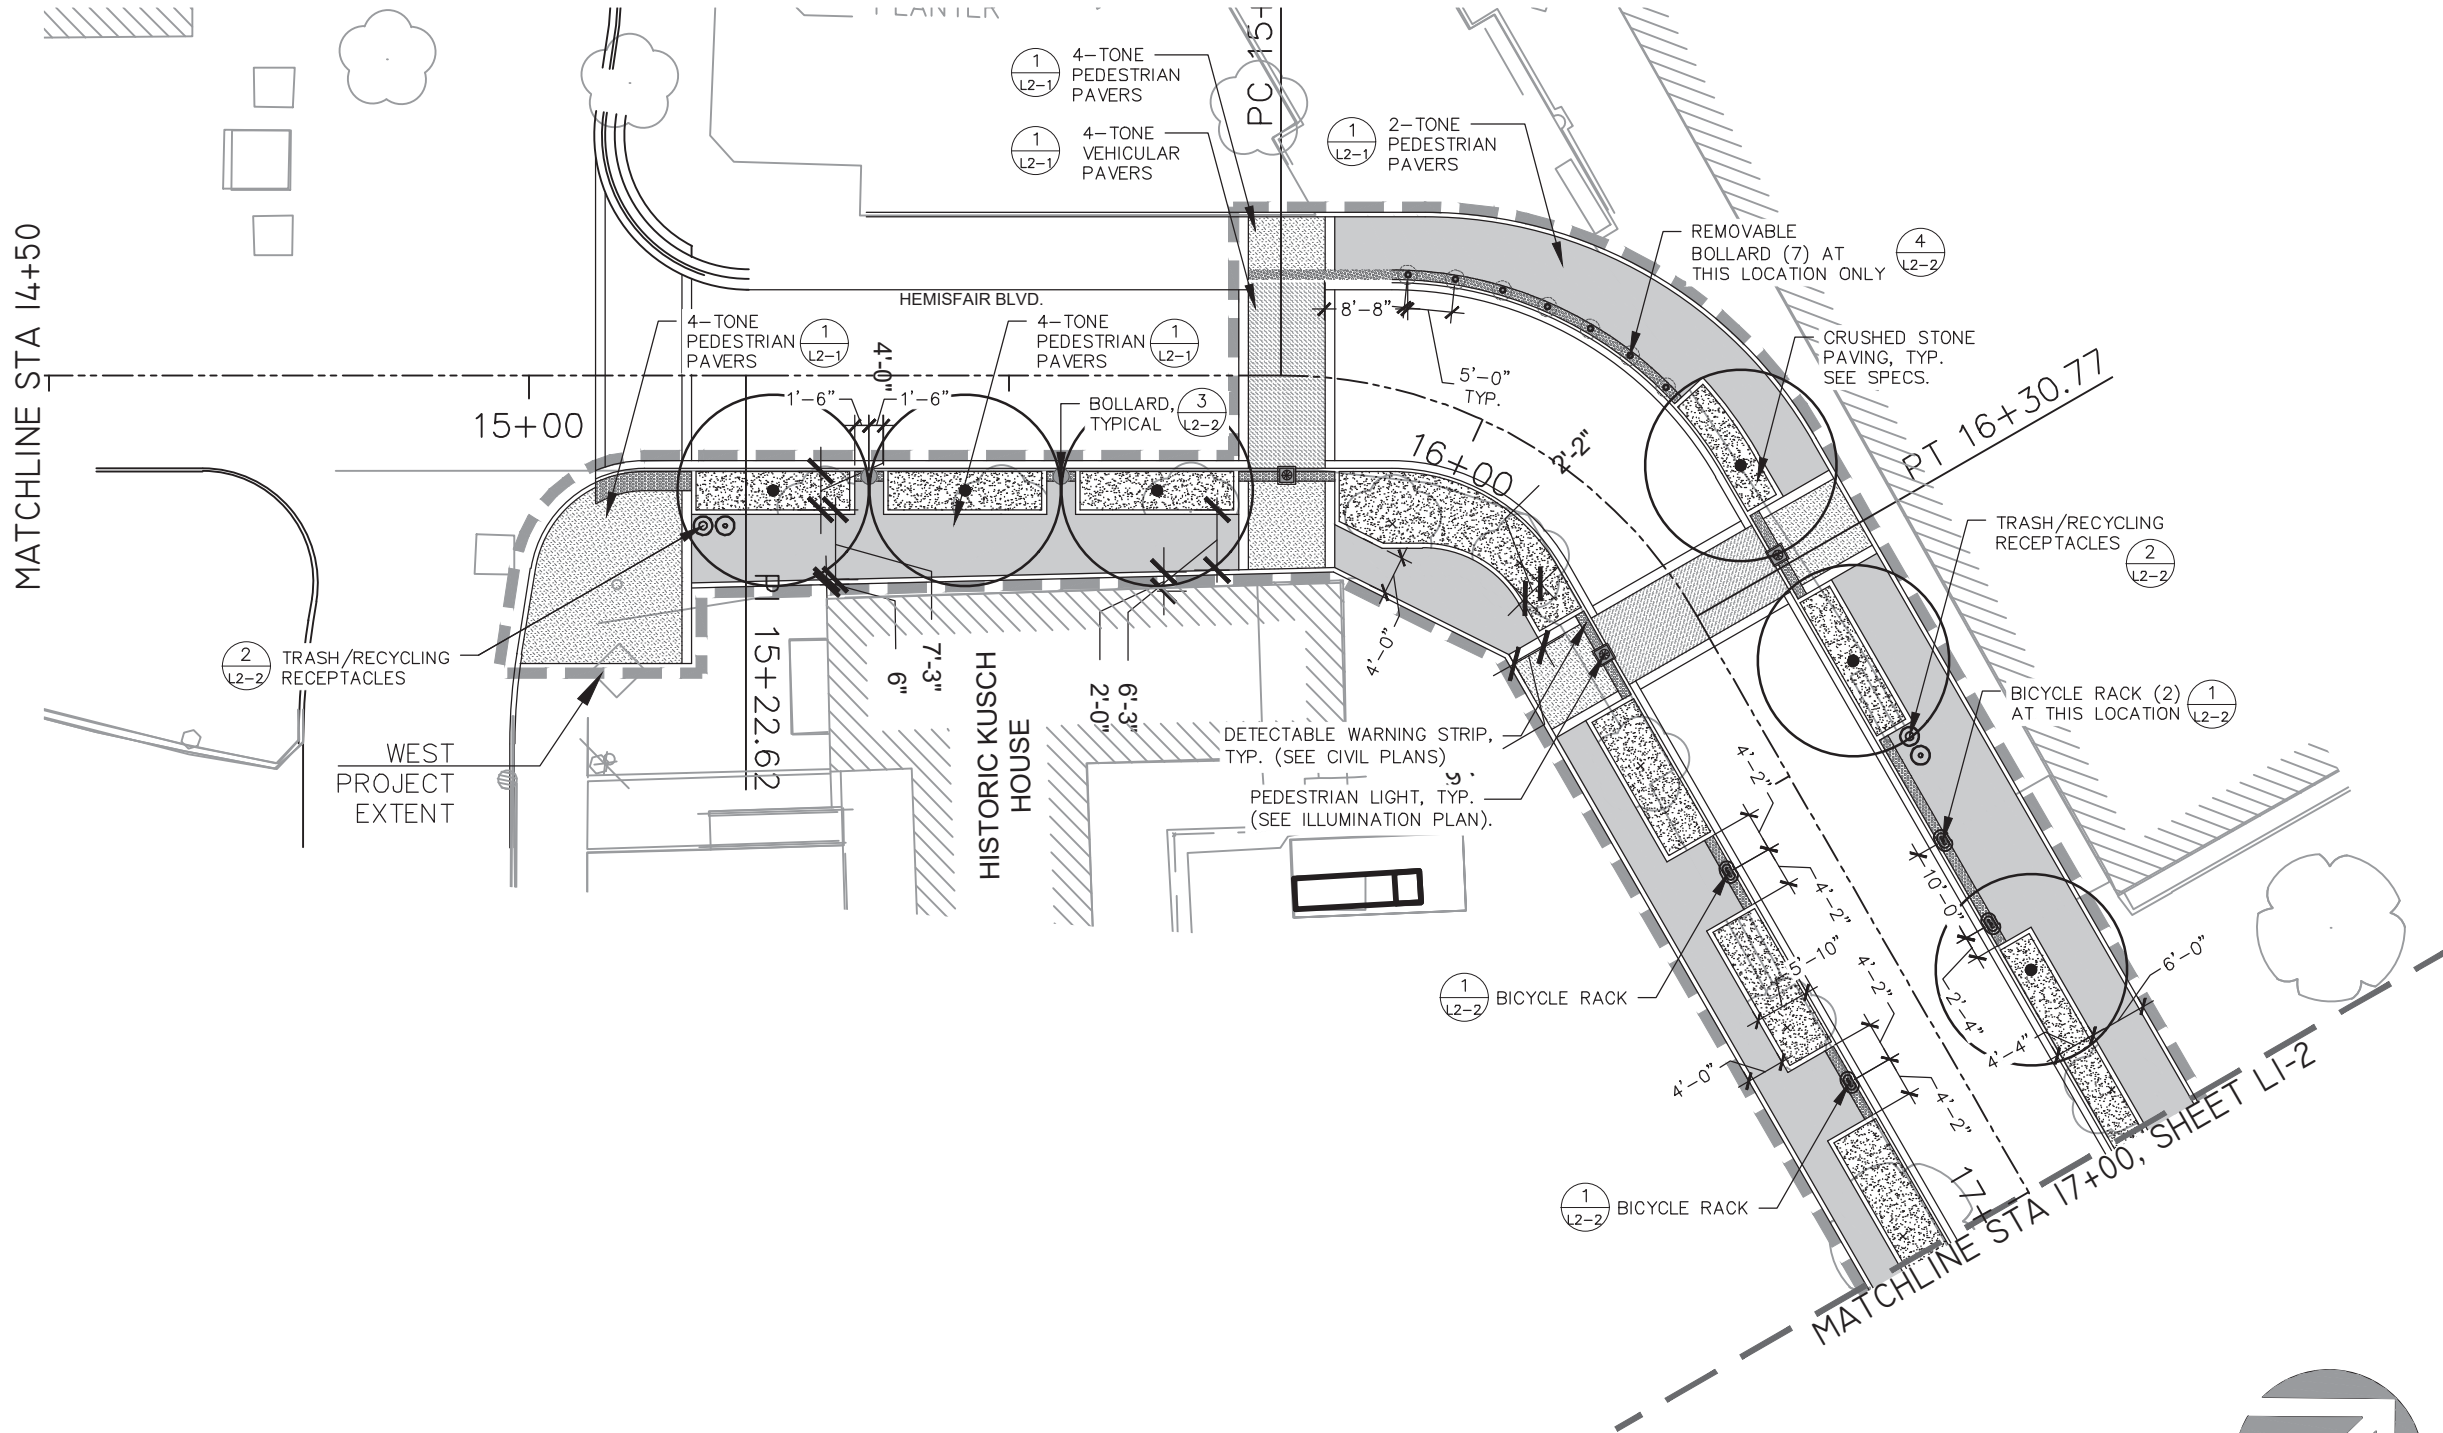 PLANTER
1
L2-1
4-TONE
PEDESTRIAN
PAVERS
1
L2-1
4-TONE
VEHICULAR
PAVERS
PC 15+
1
L2-1
2-TONE
PEDESTRIAN
PAVERS
REMOVABLE
BOLLARD (7) AT
THIS LOCATION ONLY
4
L2-2
MATCHLINE STA 14+50
HEMISFAIR BLVD.
4-TONE
PEDESTRIAN
PAVERS
1
L2-1
4'-0"
4-TONE
PEDESTRIAN
PAVERS
1
L2-1
8'-8"
CRUSHED STONE
PAVING, TYP.
SEE SPECS.
5'-0"
TYP.
1'-6"
1'-6"
BOLLARD,
TYPICAL
3
L2-2
15+00
16+00
2'-2"
PT 16+30.77
TRASH/RECYCLING
RECEPTACLES
2
L2-2
PI 15+22.62
2
L2-2
TRASH/RECYCLING
RECEPTACLES
6"
7'-3"
HISTORIC KUSCH
HOUSE
2'-0"
6'-3"
4'-0"
BICYCLE RACK (2)
AT THIS LOCATION
1
L2-2
DETECTABLE WARNING STRIP,
TYP. (SEE CIVIL PLANS)
WEST
PROJECT
EXTENT
PEDESTRIAN LIGHT, TYP.
(SEE ILLUMINATION PLAN).
4'-2"
4'-2"
10'-0"
5'-10"
4'-2"
6'-0"
1
L2-2
BICYCLE RACK
2'-4"
4'-4"
4'-0"
4'-2"
1
L2-2
BICYCLE RACK
17+
MATCHLINE STA 17+00, SHEET L1-2